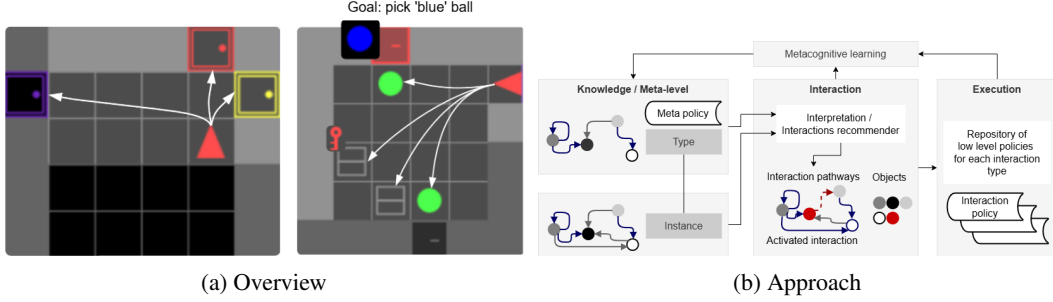 Goal: pick 'blue' ball
Metacognitive learning
Knowledge / Meta-level
Meta policy
Type
Instance
Interaction
Interpretation /
Interactions recommender
Interaction pathways
Objects
Activated interaction
Execution
Repository of
low level policies
for each interaction
type
Interaction
policy
(a) Overview
(b) Approach